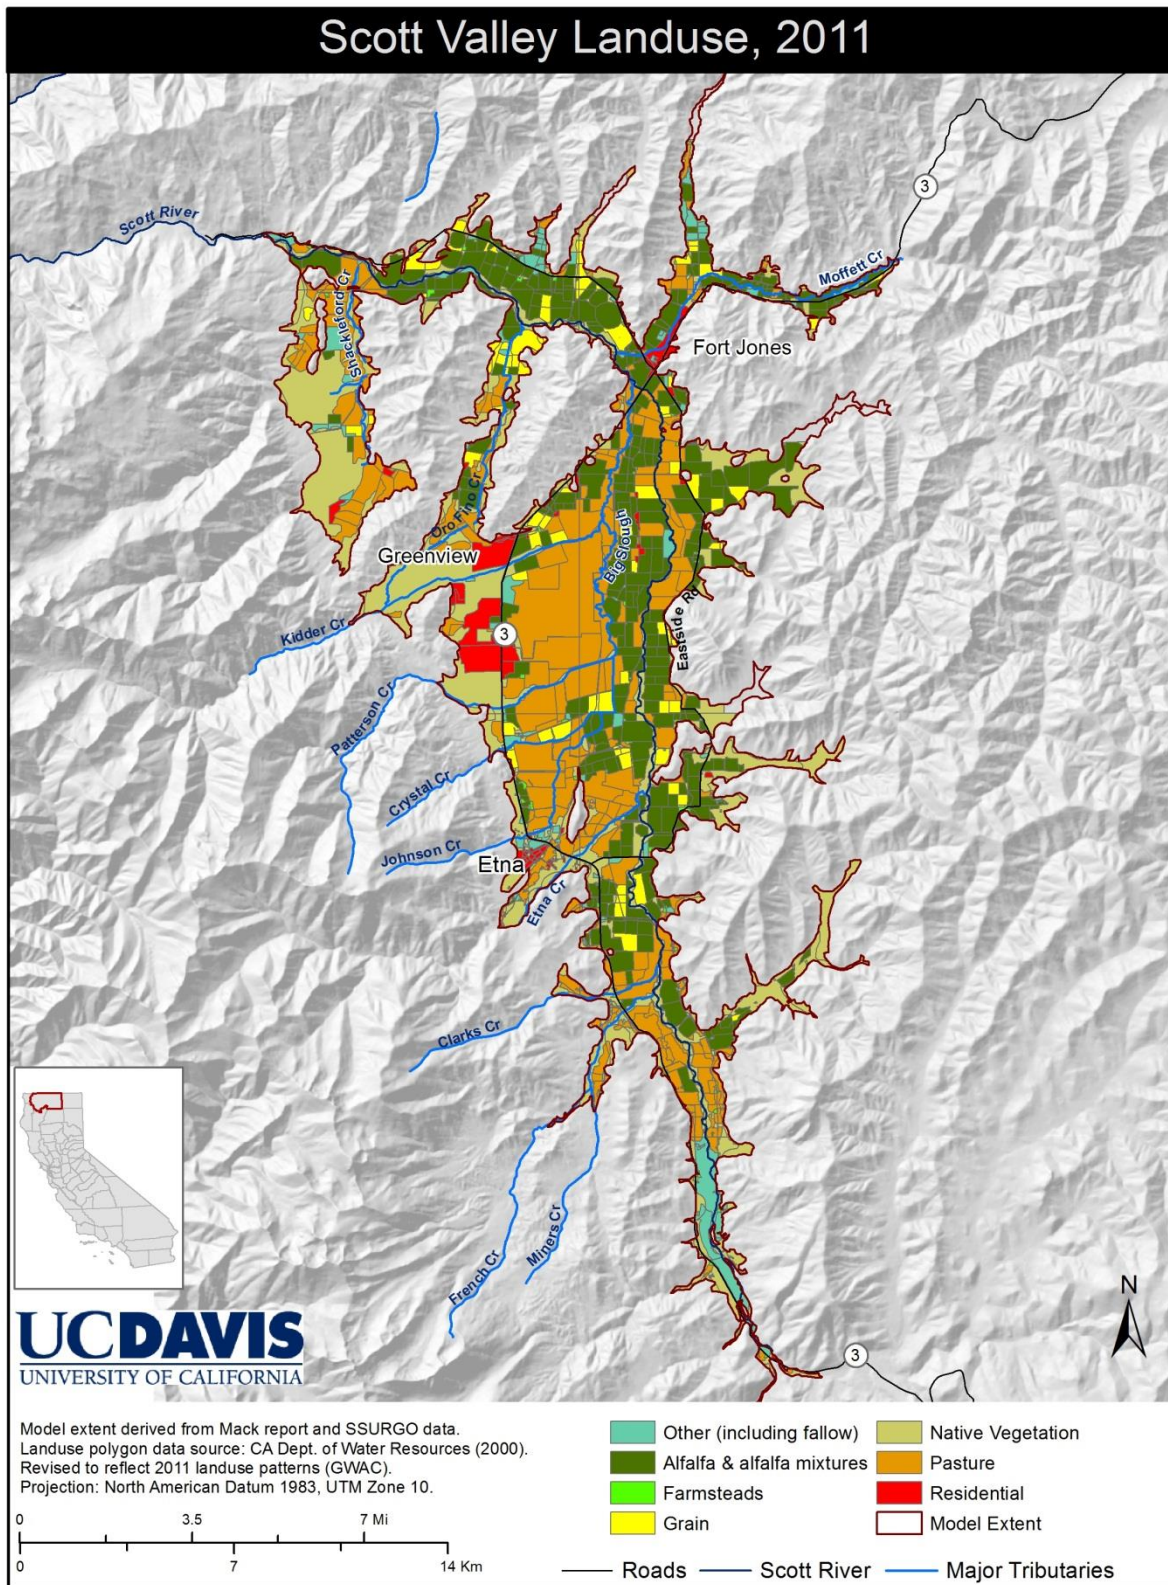 Scott Valley Landuse, 2011
3
Scott River
Moffett Cr
Shackleford Cr
Fort Jones
Oro Fino Cr
Big Slough
Greenview
Eastside Rd
3
Kidder Cr
Patterson Cr
Crystal Cr
Johnson Cr
Etna
Etna Cr
Clarks Cr
French Cr
Miners Cr
N
3
UCDAVIS
UNIVERSITY OF CALIFORNIA
Model extent derived from Mack report and SSURGO data.
Landuse polygon data source: CA Dept. of Water Resources (2000).
Revised to reflect 2011 landuse patterns (GWAC).
Projection: North American Datum 1983, UTM Zone 10.
0 3.5 7 Mi
0 7 14 Km
Other (including fallow)
Alfalfa & alfalfa mixtures
Farmsteads
Grain
Native Vegetation
Pasture
Residential
Model Extent
Roads
Scott River
Major Tributaries